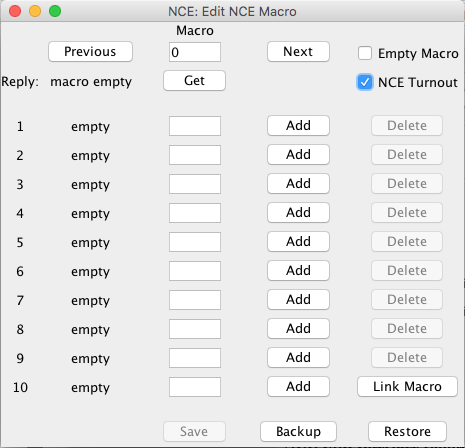 NCE: Edit NCE Macro
Macro
Previous 0 Next Empty Macro
Reply: macro empty Get NCE Turnout
1 empty Add Delete
2 empty Add Delete
3 empty Add Delete
4 empty Add Delete
5 empty Add Delete
6 empty Add Delete
7 empty Add Delete
8 empty Add Delete
9 empty Add Delete
10 empty Add Link Macro
Save Backup Restore